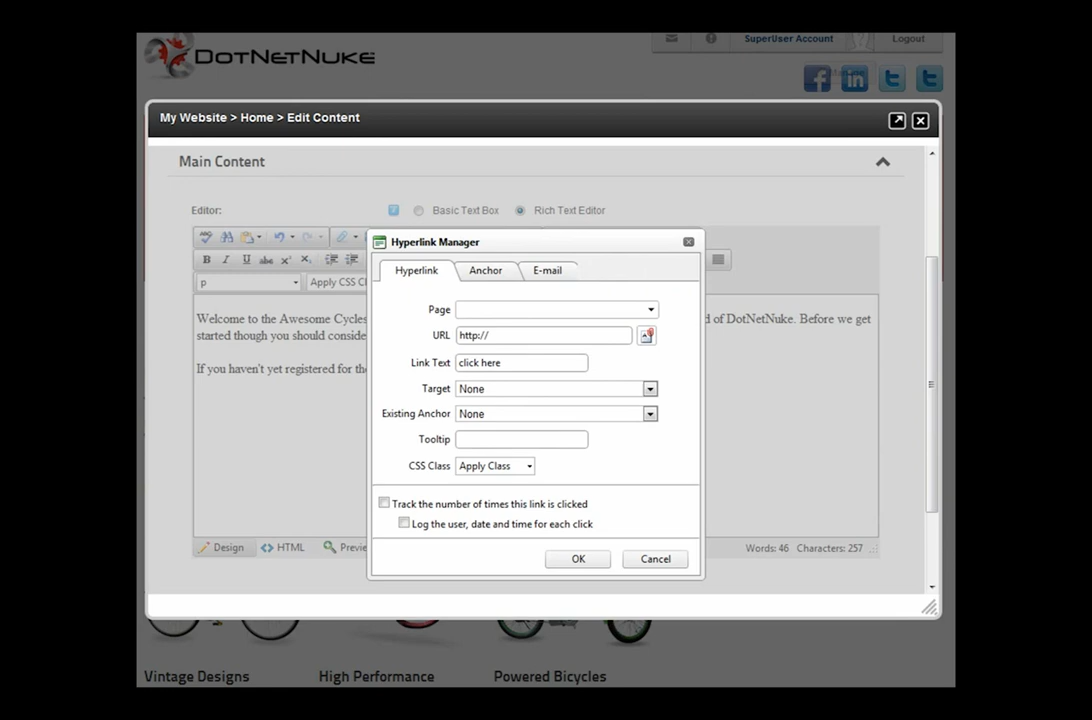 DotNetNuke
SuperUser Account
Logout
My Website > Home > Edit Content
Main Content
Editor:
Basic Text Box
Rich Text Editor
Hyperlink Manager
Hyperlink
Anchor
E-mail
p
Apply CSS Cl
Welcome to the Awesome Cycles
d of DotNetNuke. Before we get
started though you should conside
If you haven't yet registered for the
Page
URL http://
Link Text click here
Target None
Existing Anchor None
Tooltip
CSS Class Apply Class
Track the number of times this link is clicked
Log the user, date and time for each click
OK
Cancel
Design
HTML
Previe
Words: 46 Characters: 257
Vintage Designs
High Performance
Powered Bicycles